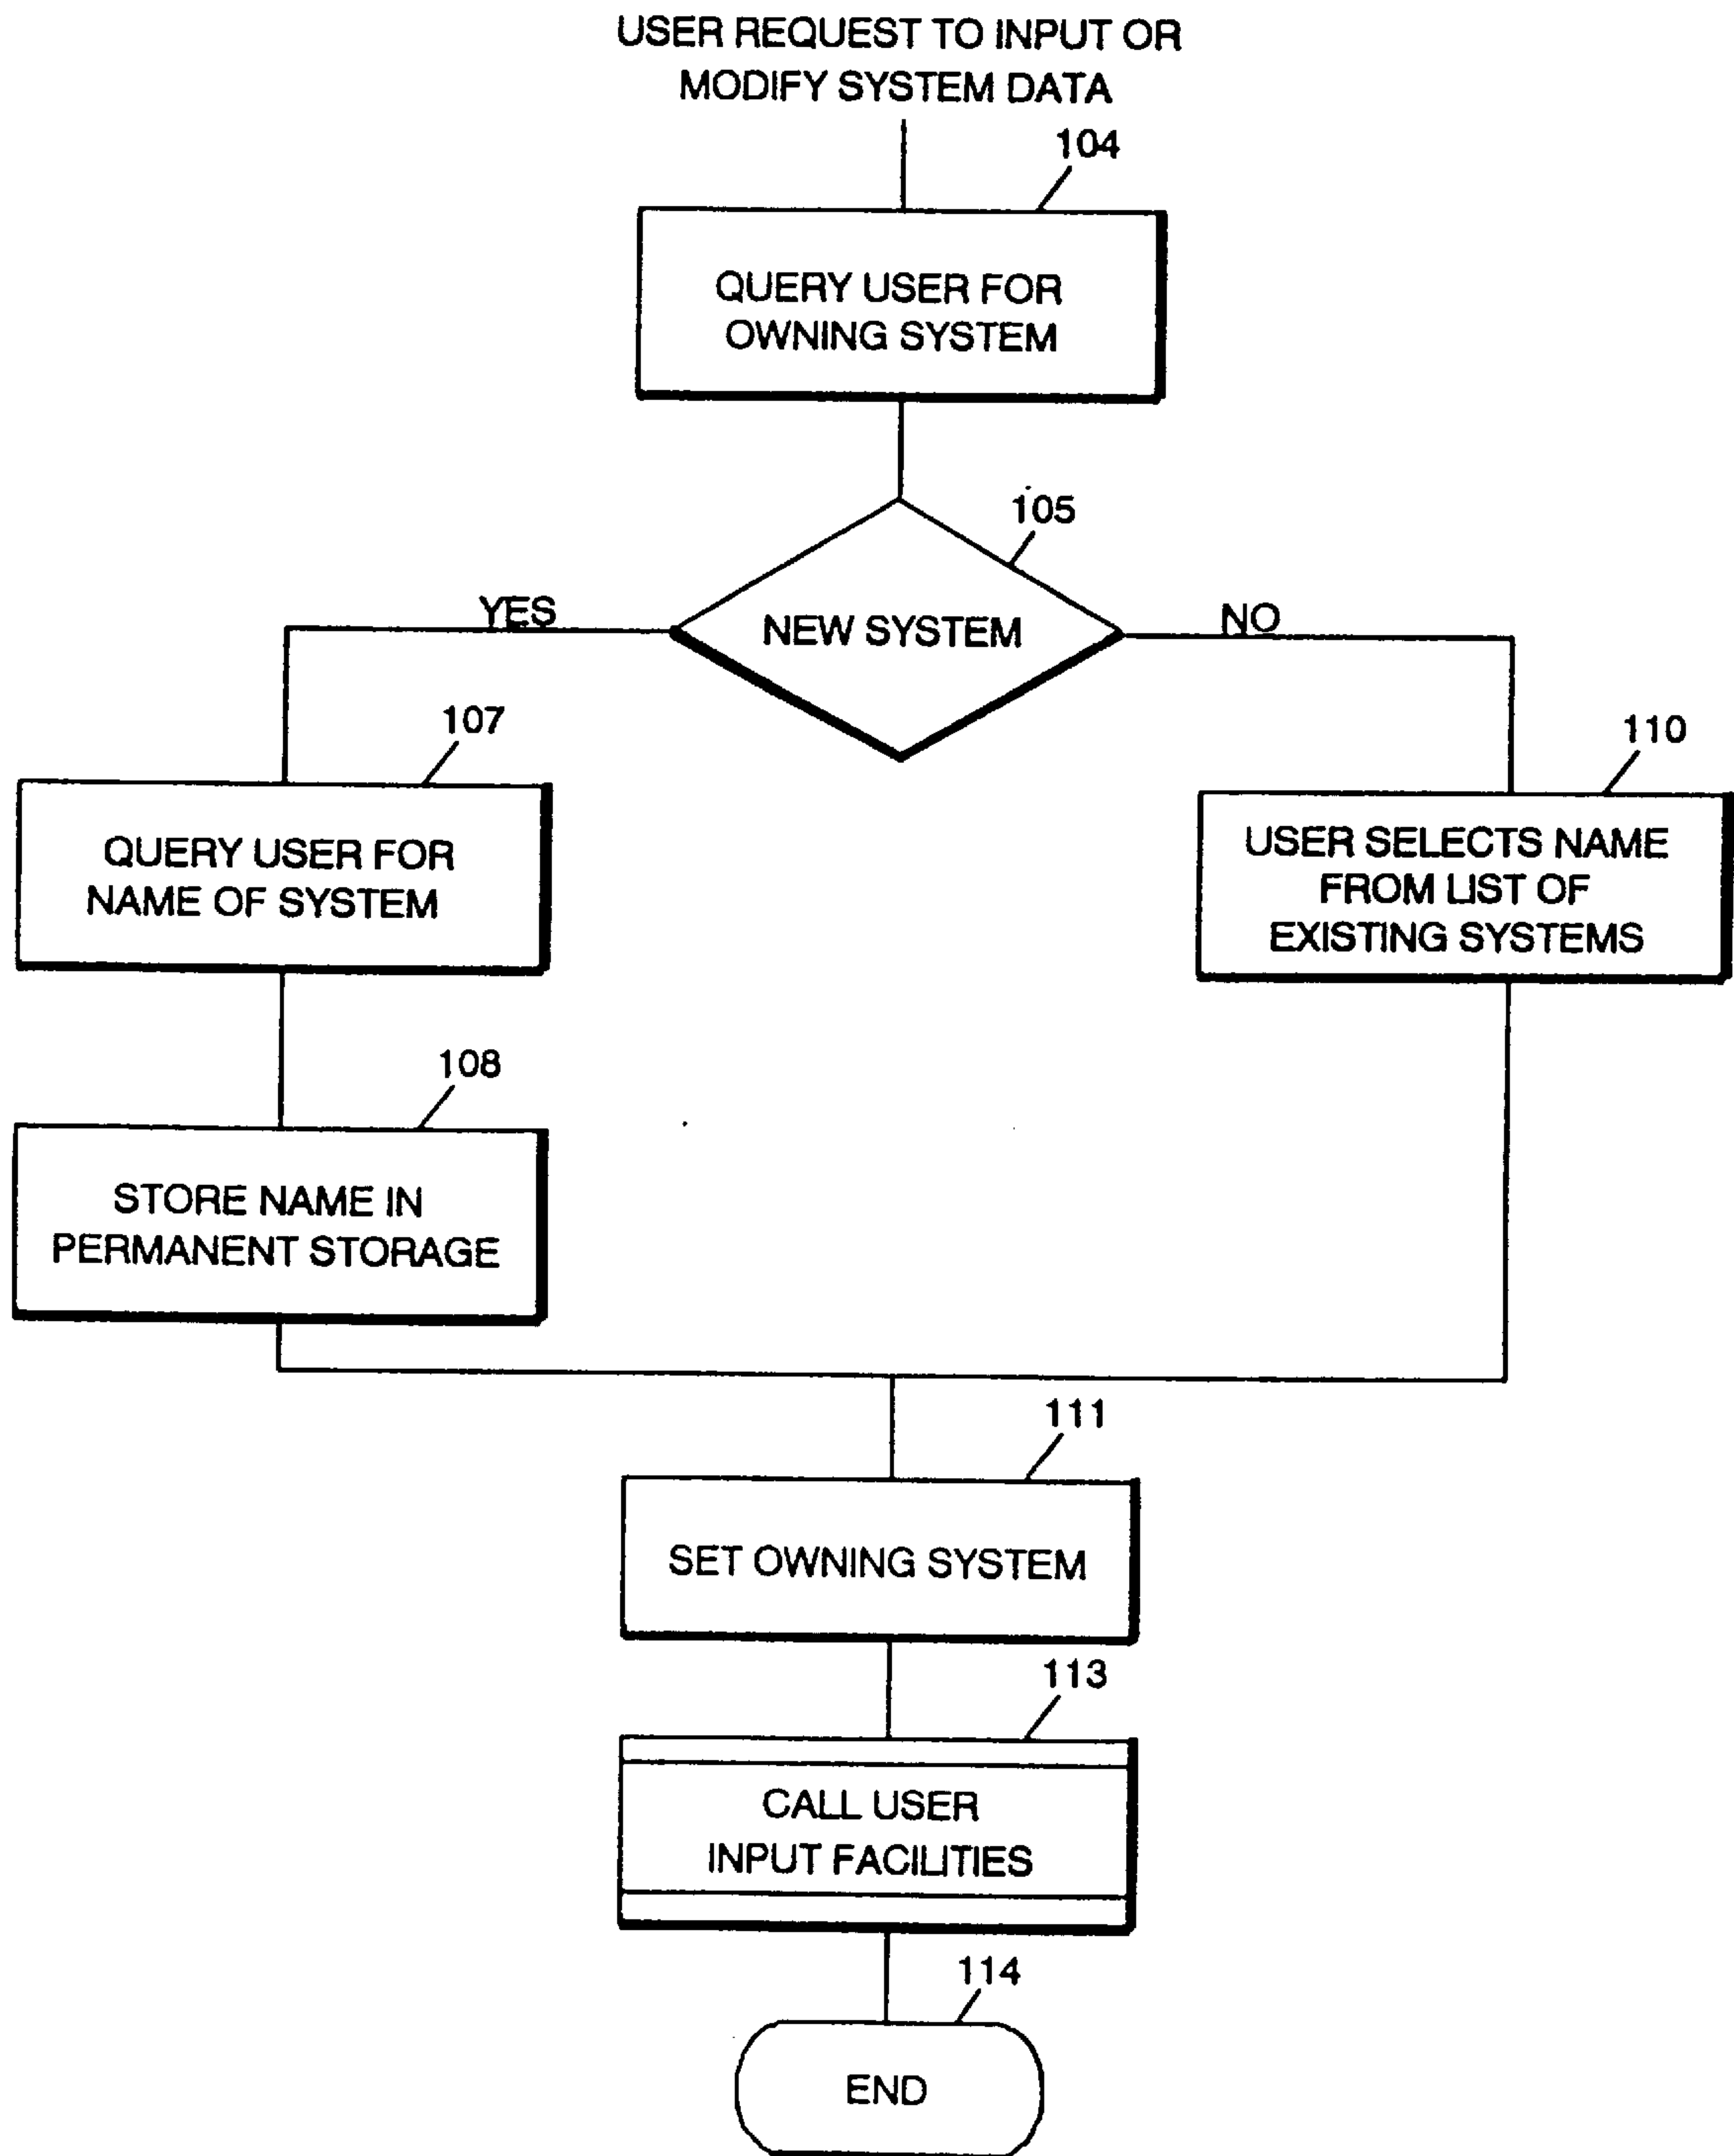 USER REQUEST TO INPUT OR
MODIFY SYSTEM DATA
104
QUERY USER FOR
OWNING SYSTEM
105
YES
NEW SYSTEM
NO
107
QUERY USER FOR
NAME OF SYSTEM
110
USER SELECTS NAME
FROM LIST OF
EXISTING SYSTEMS
108
STORE NAME IN
PERMANENT STORAGE
111
SET OWNING SYSTEM
113
CALL USER
INPUT FACILITIES
114
END